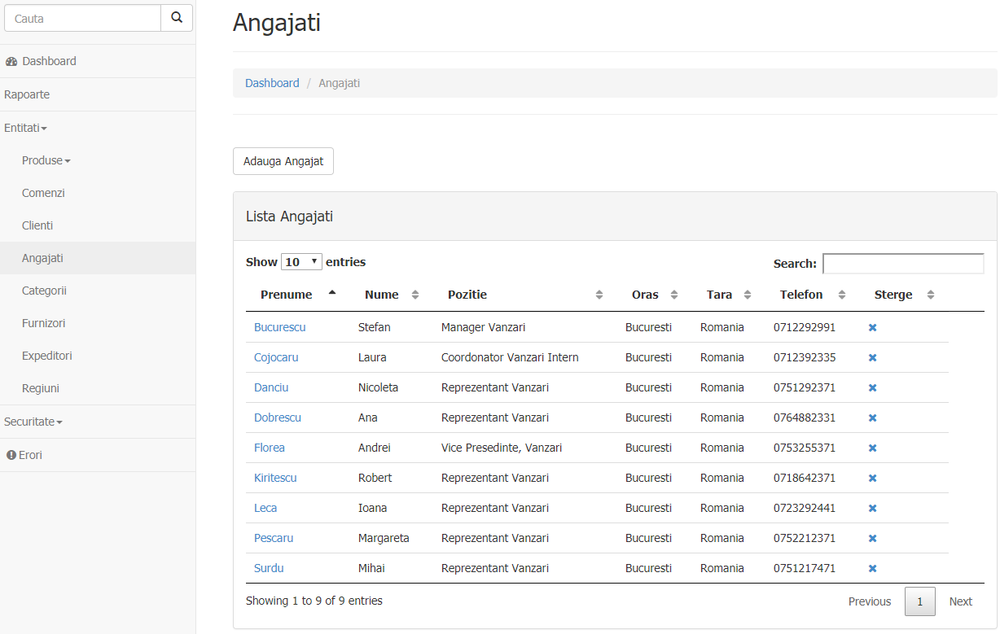 Cauta
Dashboard
Rapoarte
Entitati
Produse
Comenzi
Clienti
Angajati
Categorii
Furnizori
Expeditori
Regiuni
Securitate
Erori
Angajati
Dashboard / Angajati
Adauga Angajat
Lista Angajati
Show 10 entries Search:
Prenume Nume Pozitie Oras Tara Telefon Sterge
Bucurescu Stefan Manager Vanzari Bucuresti Romania 0712292991
Cojocaru Laura Coordonator Vanzari Intern Bucuresti Romania 0712392335
Danciu Nicoleta Reprezentant Vanzari Bucuresti Romania 0751292371
Dobrescu Ana Reprezentant Vanzari Bucuresti Romania 0764882331
Florea Andrei Vice Presedinte, Vanzari Bucuresti Romania 0753255371
Kiritescu Robert Reprezentant Vanzari Bucuresti Romania 0718642371
Leca Ioana Reprezentant Vanzari Bucuresti Romania 0723292441
Pescaru Margareta Reprezentant Vanzari Bucuresti Romania 0752212371
Surdu Mihai Reprezentant Vanzari Bucuresti Romania 0751217471
Showing 1 to 9 of 9 entries Previous 1 Next